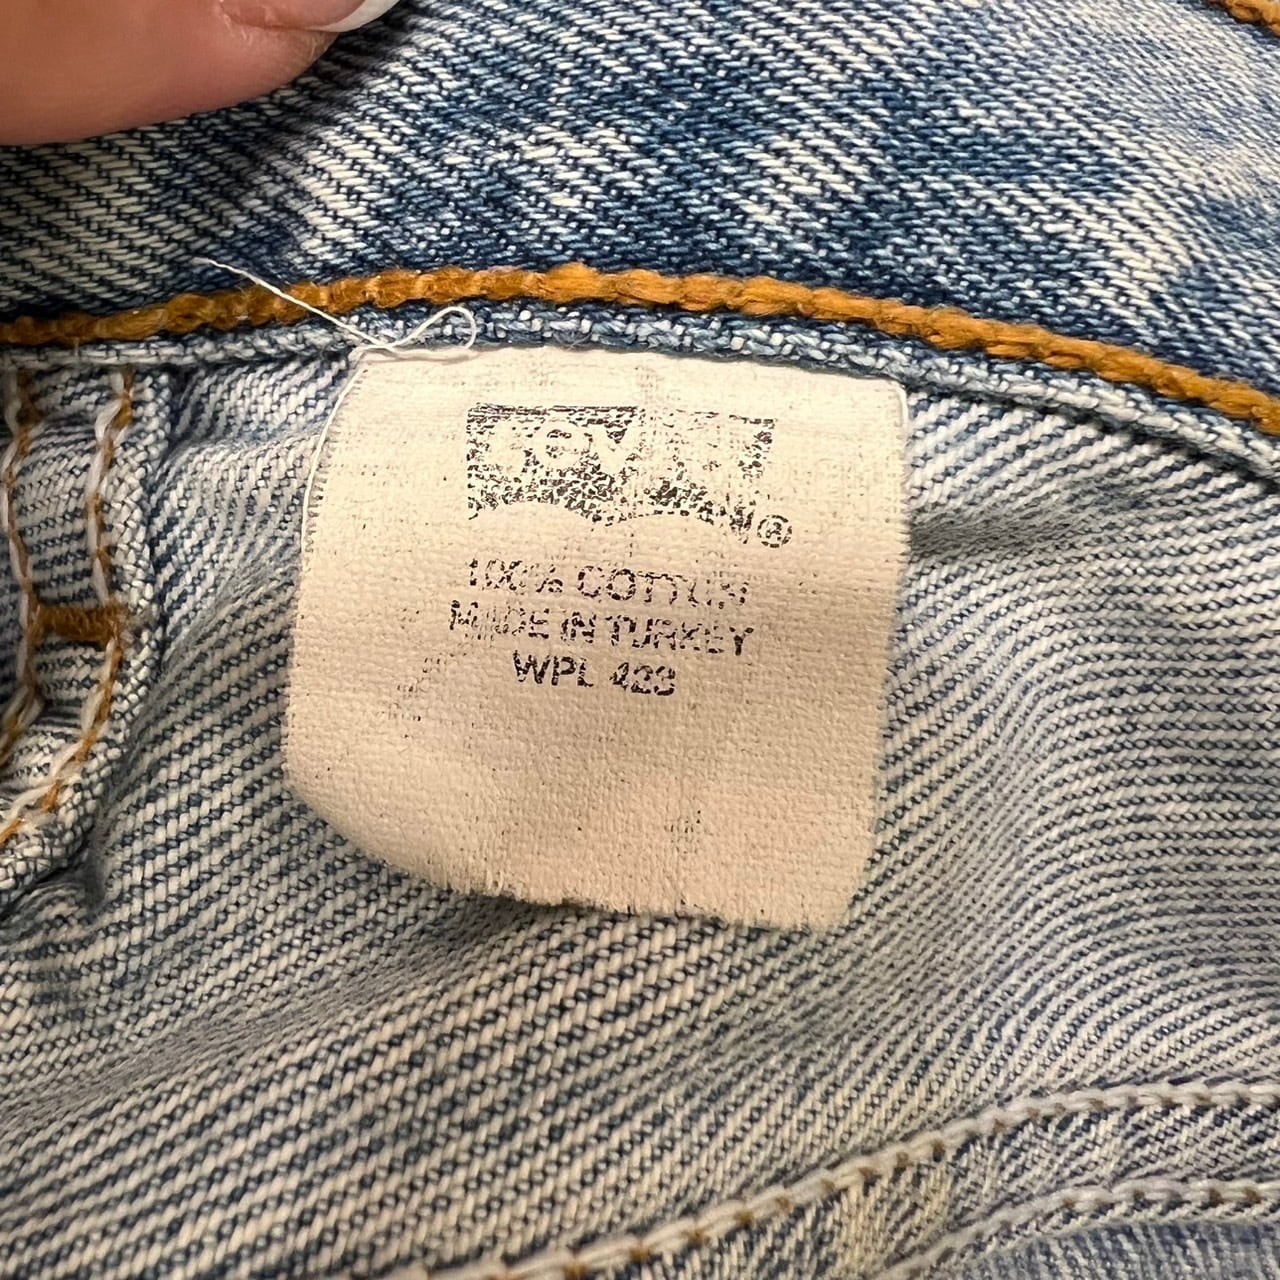 Levi's®
100% COTTON
MADE IN TURKEY
WPL 423